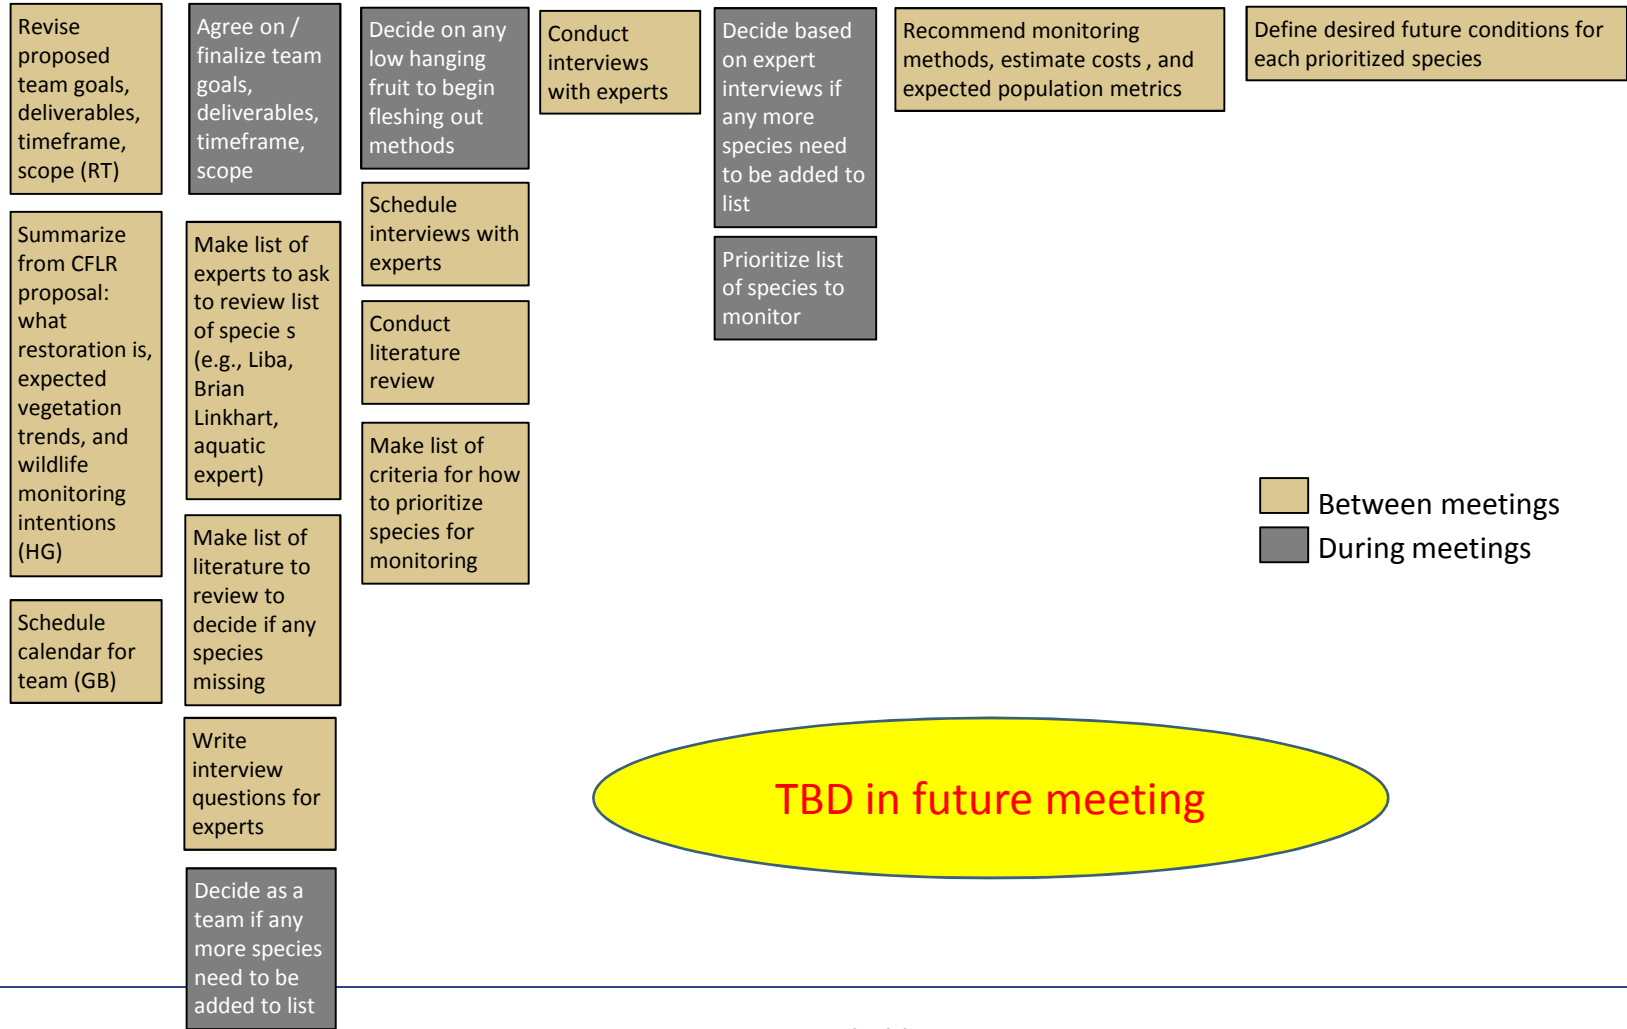 Revise
proposed
team goals,
deliverables,
timeframe,
scope (RT)
Summarize
from CFLR
proposal:
what
restoration is,
expected
vegetation
trends, and
wildlife
monitoring
intentions
(HG)
Schedule
calendar for
team (GB)
Agree on /
finalize team
goals,
deliverables,
timeframe,
scope
Make list of
experts to ask
to review list
of specie s
(e.g., Liba,
Brian
Linkhart,
aquatic
expert)
Make list of
literature to
review to
decide if any
species
missing
Write
interview
questions for
experts
Decide as a
team if any
more species
need to be
added to list
Decide on any
low hanging
fruit to begin
fleshing out
methods
Schedule
interviews with
experts
Conduct
literature
review
Make list of
criteria for how
to prioritize
species for
monitoring
Conduct
interviews
with experts
Decide based
on expert
interviews if
any more
species need
to be added to
list
Prioritize list
of species to
monitor
Recommend monitoring
methods, estimate costs , and
expected population metrics
Define desired future conditions for
each prioritized species
Between meetings
During meetings
TBD in future meeting